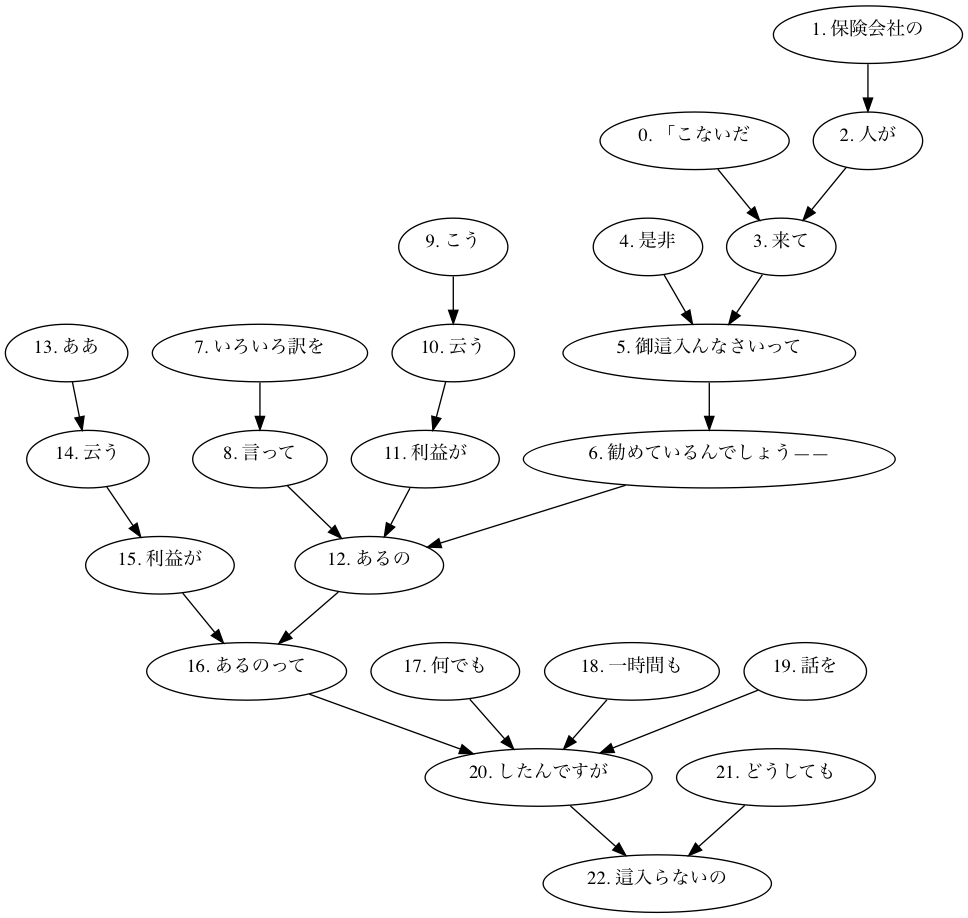 1. 保険会社の
0. 「こないだ
2. 人が
9. こう
4. 是非
3. 来て
13. ああ
7. いろいろ訳を
10. 云う
5. 御這入んなさいって
14. 云う
8. 言って
11. 利益が
6. 勧めているんでしょう——
15. 利益が
12. あるの
16. あるのって
17. 何でも
18. 一時間も
19. 話を
20. したんですが
21. どうしても
22. 這入らないの